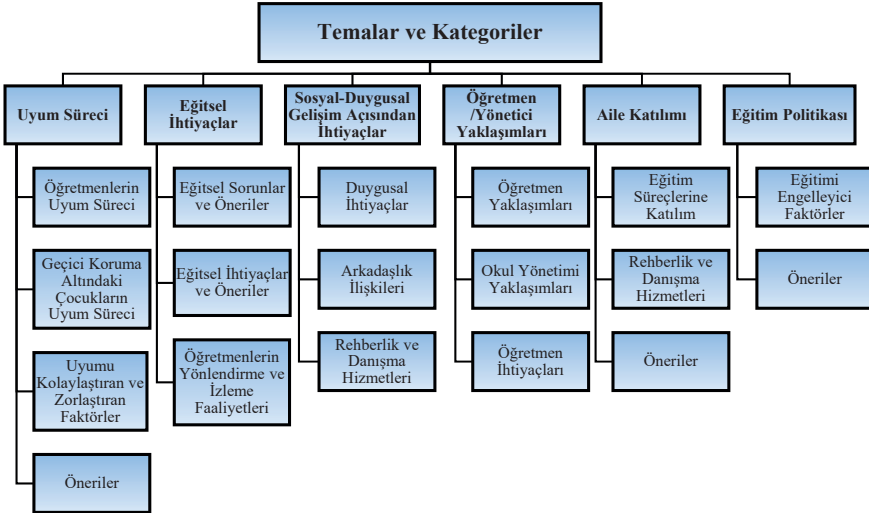 Temalar ve Kategoriler
Uyum Süreci
Öğretmenlerin
Uyum Süreci
Geçici Koruma
Altındaki
Çocukların
Uyum Süreci
Uyumu
Kolaylaştıran ve
Zorlaştıran
Faktörler
Öneriler
Eğitsel
İhtiyaçlar
Eğitsel Sorunlar
ve Öneriler
Eğitsel İhtiyaçlar
ve Öneriler
Öğretmenlerin
Yönlendirme ve
İzleme
Faaliyetleri
Sosyal-Duygusal
Gelişim Açısından
İhtiyaçlar
Duygusal
İhtiyaçlar
Arkadaşlık
İlişkileri
Rehberlik ve
Danışma
Hizmetleri
Öğretmen
/Yönetici
Yaklaşımları
Öğretmen
Yaklaşımları
Okul Yönetimi
Yaklaşımları
Öğretmen
İhtiyaçları
Aile Katılımı
Eğitim
Süreçlerine
Katılım
Rehberlik ve
Danışma
Hizmetleri
Öneriler
Eğitim Politikası
Eğitimi
Engelleyici
Faktörler
Öneriler